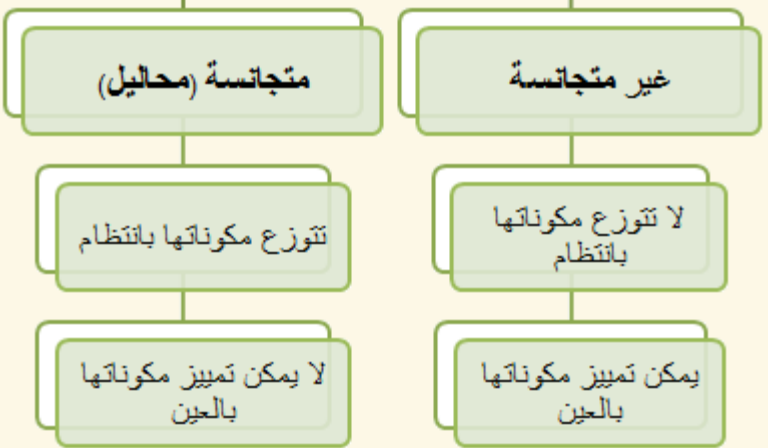 غير متجانسة
متجانسة (محاليل)
لا تتوزع مكوناتها
بانتظام
تتوزع مكوناتها بانتظام
يمكن تمييز مكوناتها
بالعين
لا يمكن تمييز مكوناتها
بالعين